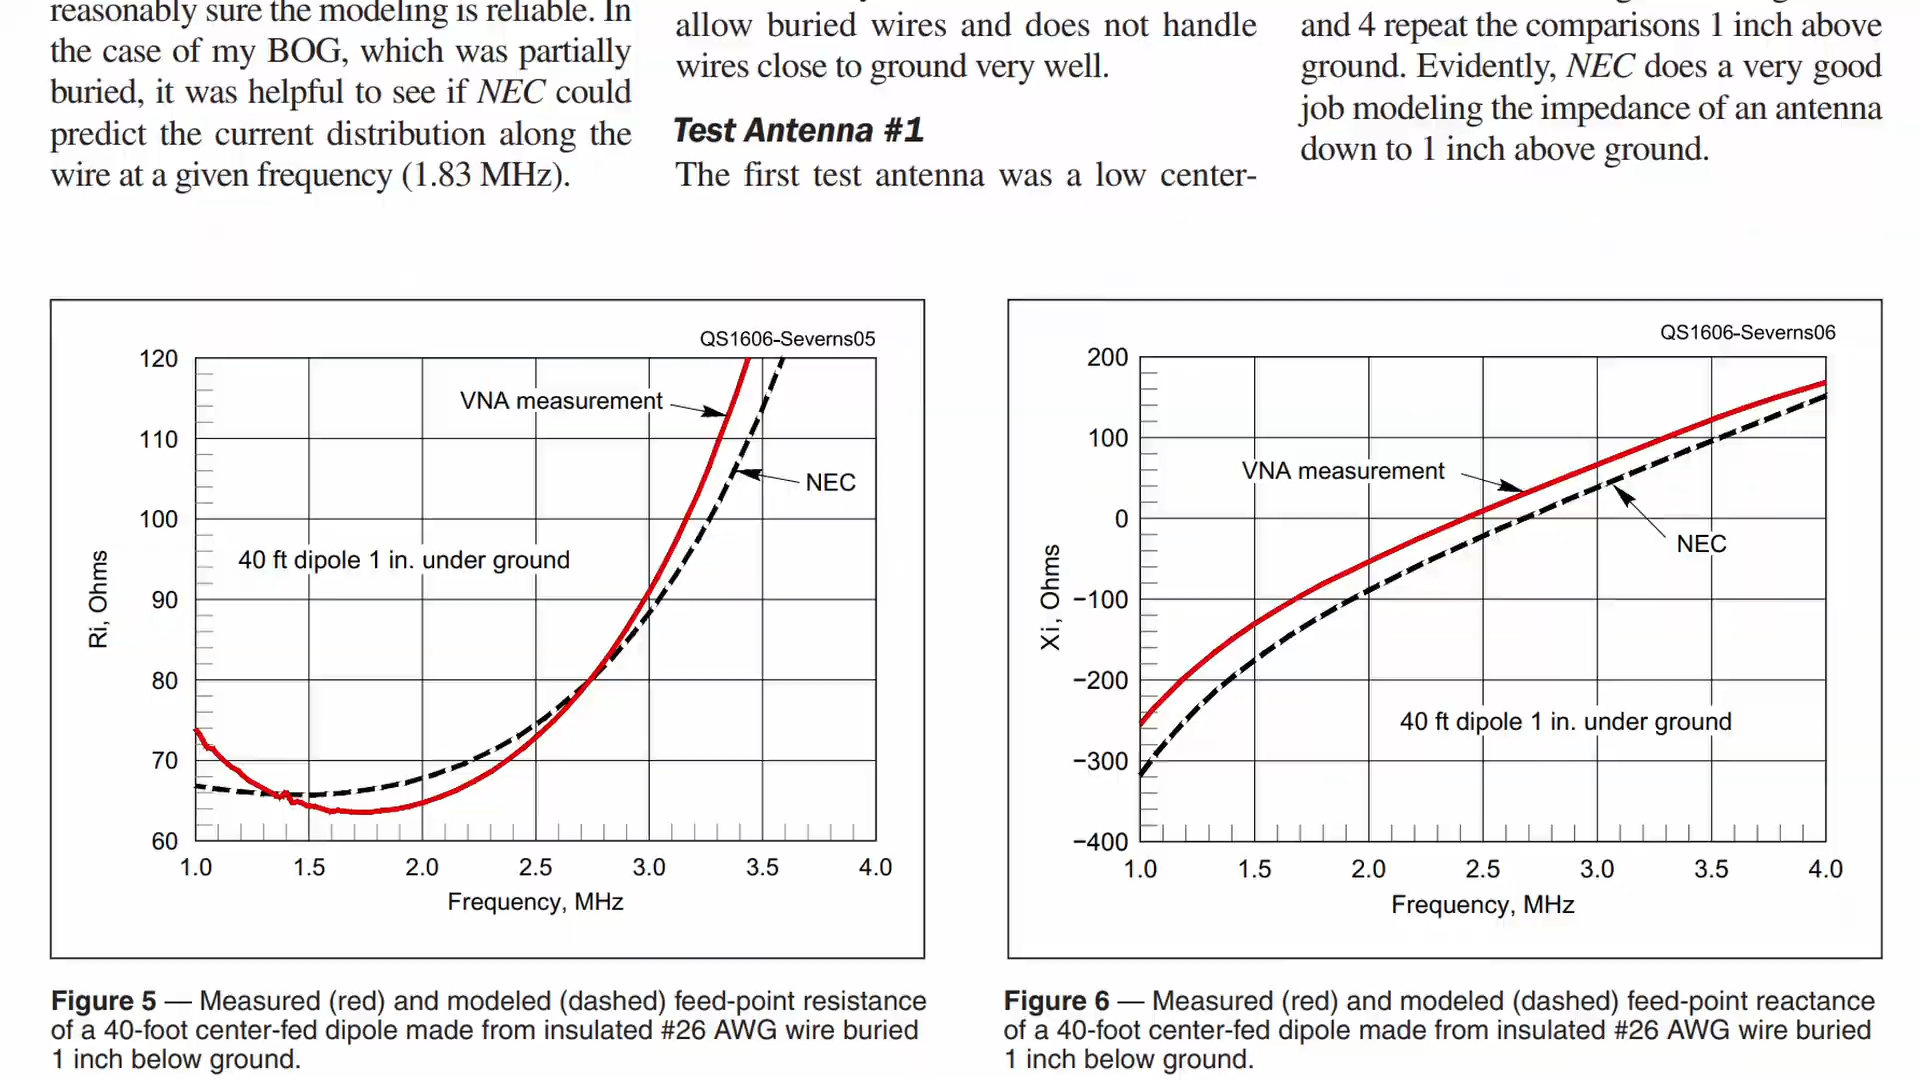 reasonably sure the modeling is reliable. In
the case of my BOG, which was partially
buried, it was helpful to see if NEC could
predict the current distribution along the
wire at a given frequency (1.83 MHz).
allow buried wires and does not handle
wires close to ground very well.
Test Antenna #1
The first test antenna was a low center-
and 4 repeat the comparisons 1 inch above
ground. Evidently, NEC does a very good
job modeling the impedance of an antenna
down to 1 inch above ground.
QS1606-Severns05
120
110
100
90
80
70
60
Ri, Ohms
VNA measurement
NEC
40 ft dipole 1 in. under ground
1.0 1.5 2.0 2.5 3.0 3.5 4.0
Frequency, MHz
Figure 5 — Measured (red) and modeled (dashed) feed-point resistance
of a 40-foot center-fed dipole made from insulated #26 AWG wire buried
1 inch below ground.
QS1606-Severns06
200
100
0
−100
−200
−300
−400
Xi, Ohms
VNA measurement
NEC
40 ft dipole 1 in. under ground
1.0 1.5 2.0 2.5 3.0 3.5 4.0
Frequency, MHz
Figure 6 — Measured (red) and modeled (dashed) feed-point reactance
of a 40-foot center-fed dipole made from insulated #26 AWG wire buried
1 inch below ground.